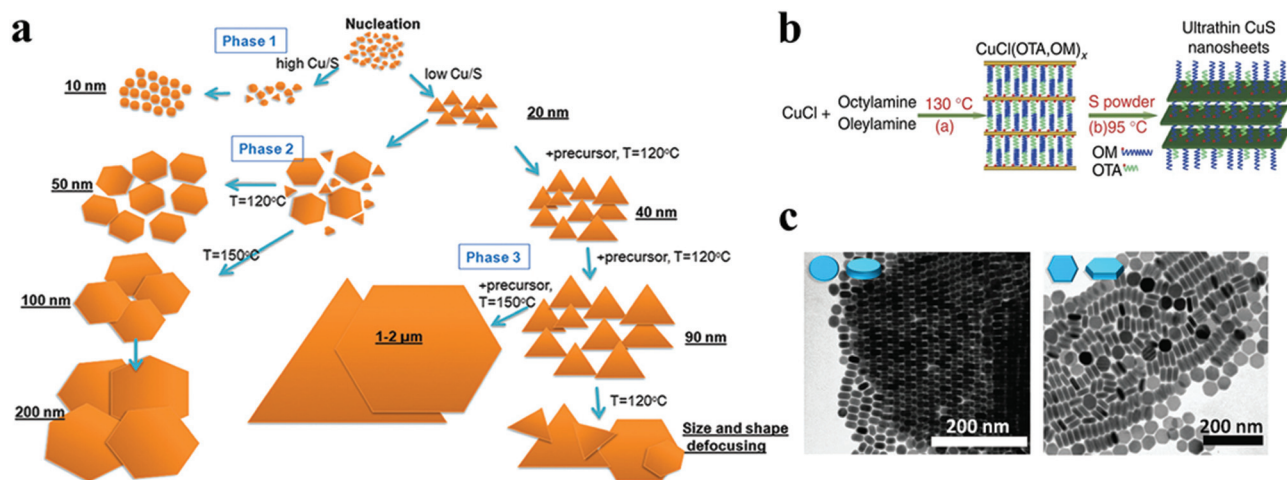 a
Nucleation
Phase 1
high Cu/S
low Cu/S
10 nm
20 nm
+precursor, T=120°C
Phase 2
50 nm
T=120°C
40 nm
T=150°C
+precursor, T=120°C
Phase 3
+precursor,
T=150°C
100 nm
1-2 µm
90 nm
T=120°C
200 nm
Size and shape
defocusing
b
CuCl(OTA,OM)x
Ultrathin CuS
nanosheets
CuCl +
Octylamine
Oleylamine
130 °C
(a)
S powder
(b)95 °C
OM
OTA
c
200 nm
200 nm